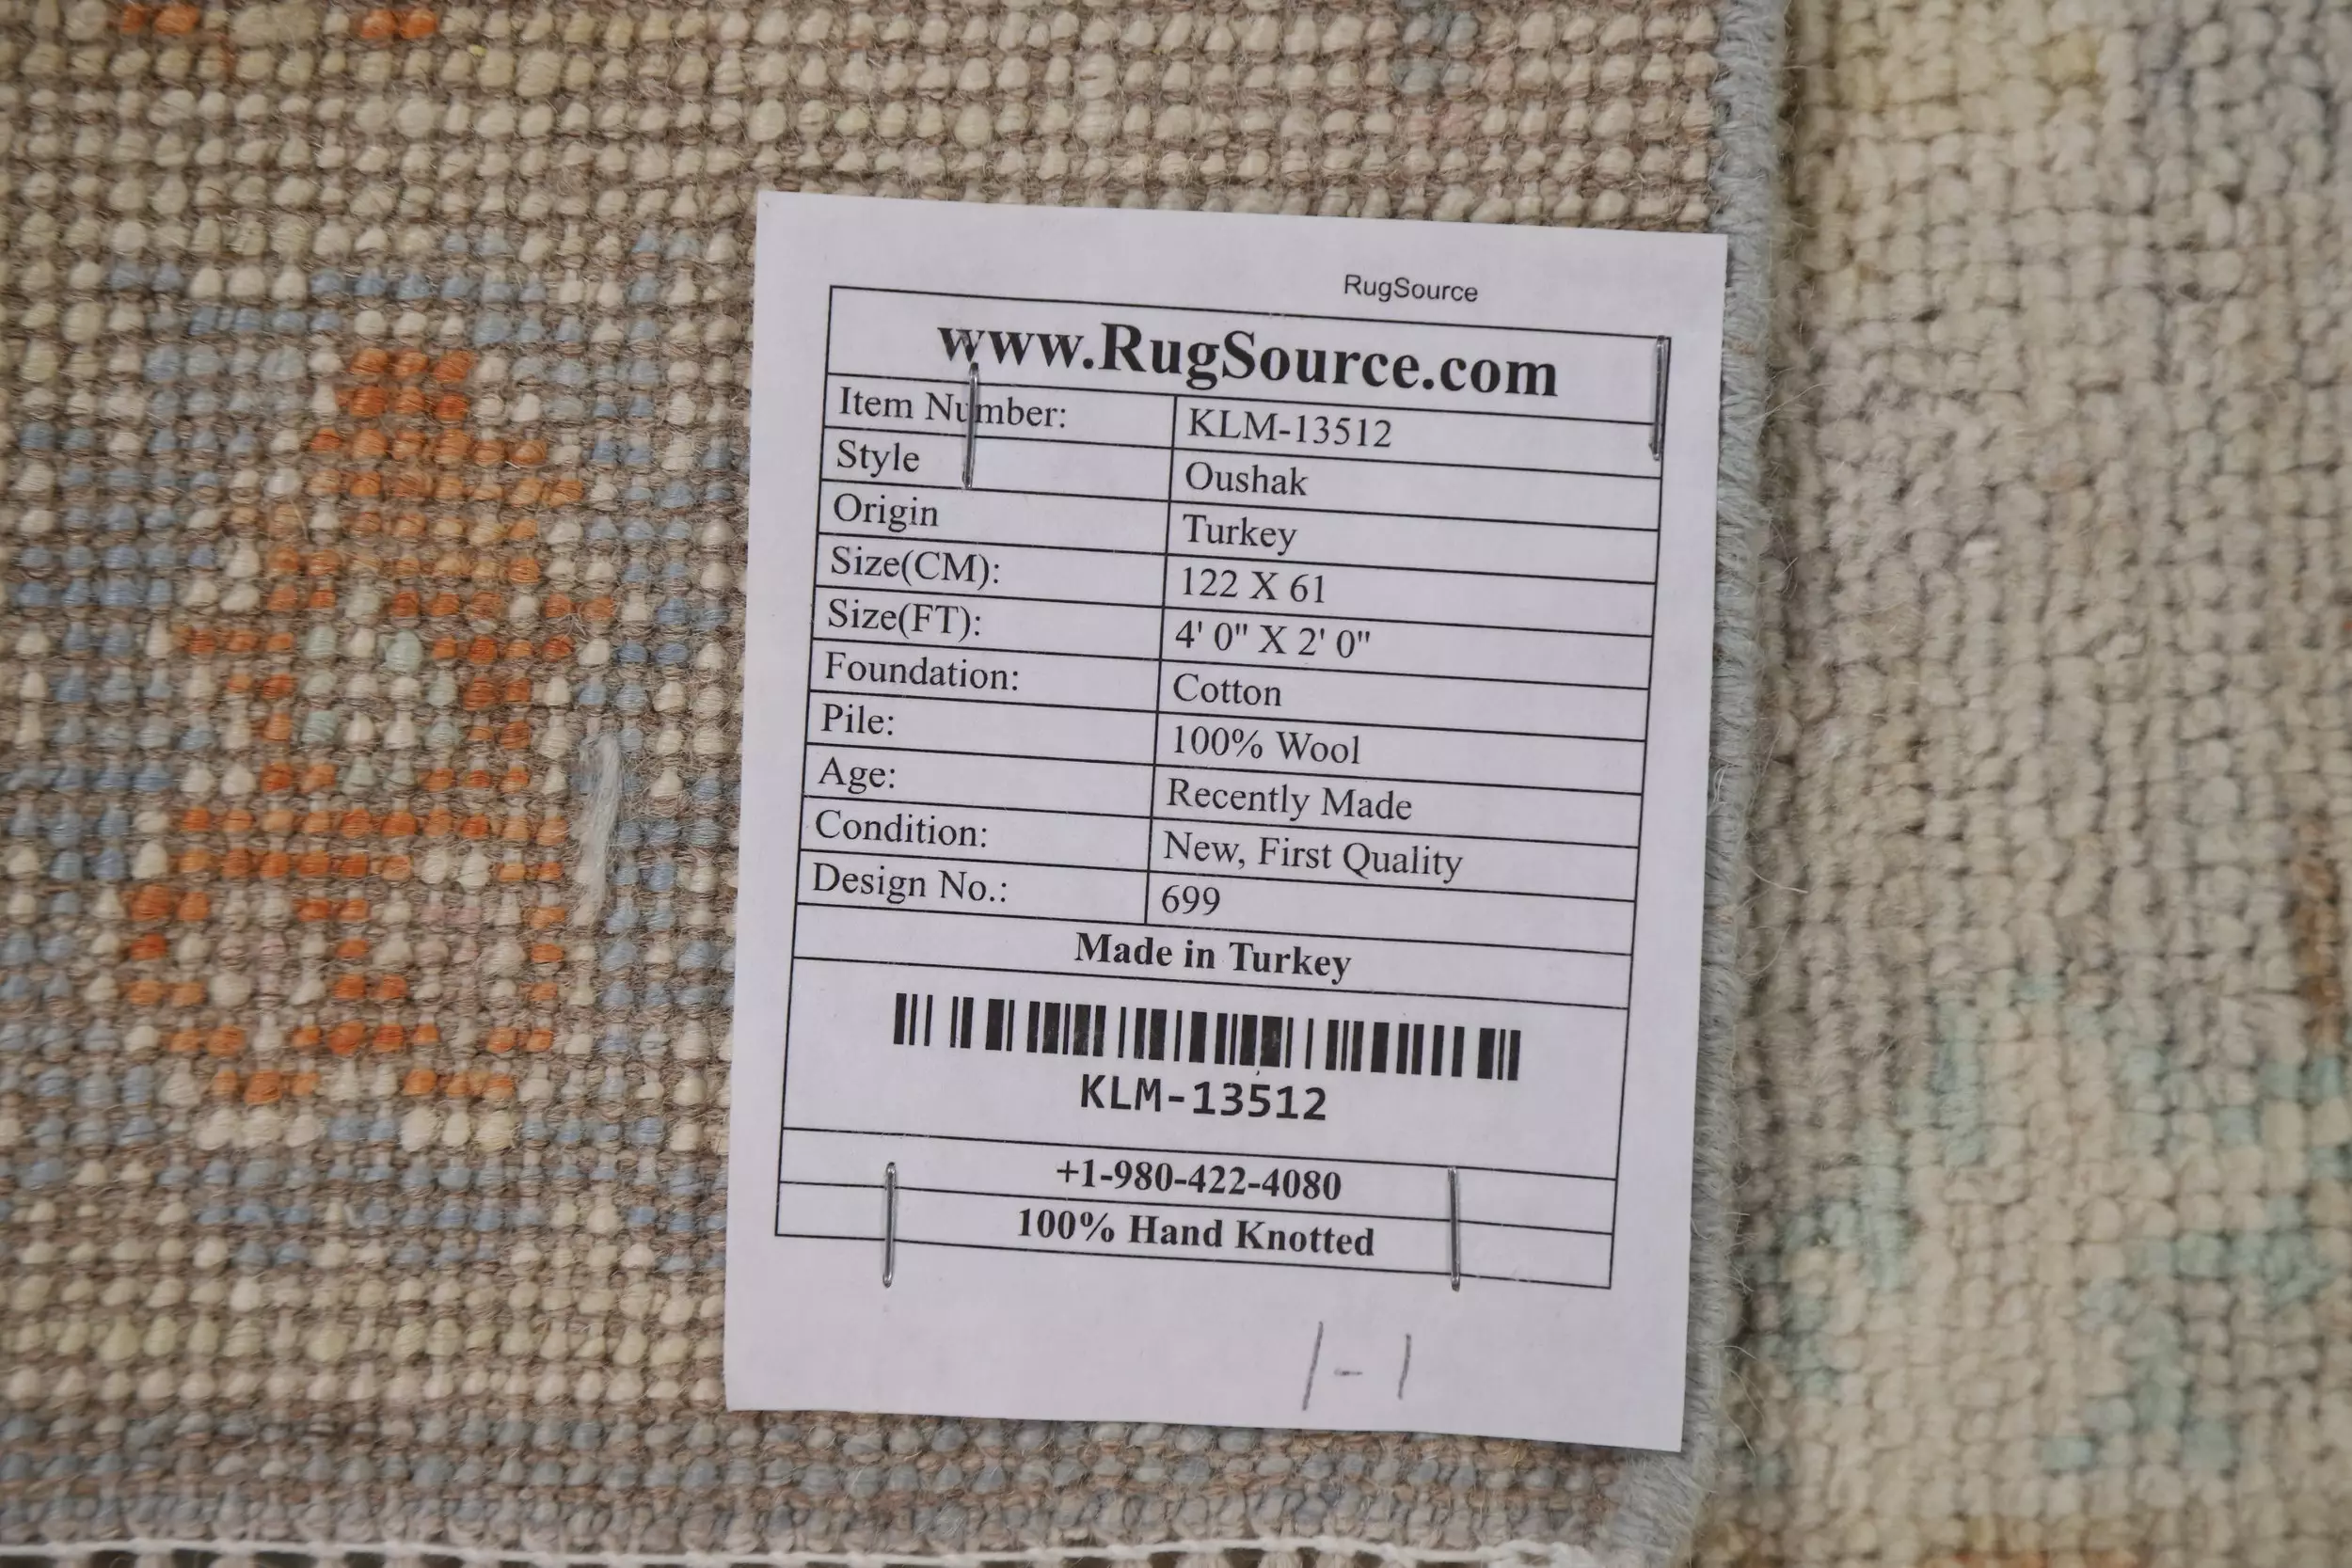 RugSource
www.RugSource.com
Item Number: KLM-13512
Style Oushak
Origin Turkey
Size(CM): 122 X 61
Size(FT): 4' 0" X 2' 0"
Foundation: Cotton
Pile: 100% Wool
Age: Recently Made
Condition: New, First Quality
Design No.: 699
Made in Turkey
KLM-13512
+1-980-422-4080
100% Hand Knotted
1-1